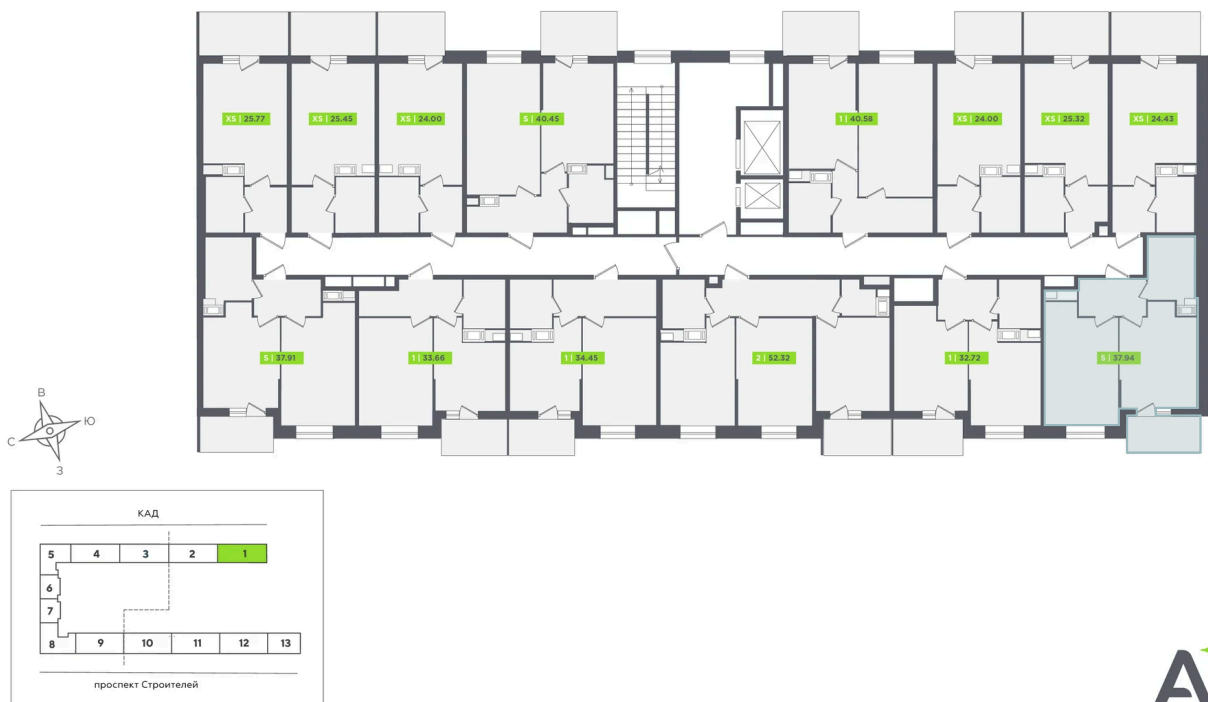 XS | 25.77
XS | 25.45
XS | 24.00
S | 40.45
1 | 40.58
XS | 24.00
XS | 25.32
XS | 24.43
S | 37.91
1 | 33.66
1 | 34.45
2 | 52.32
1 | 32.72
S | 37.94
В
Ю
С
З
КАД
5 4 3 2 1
6
7
8 9 10 11 12 13
проспект Строителей
А